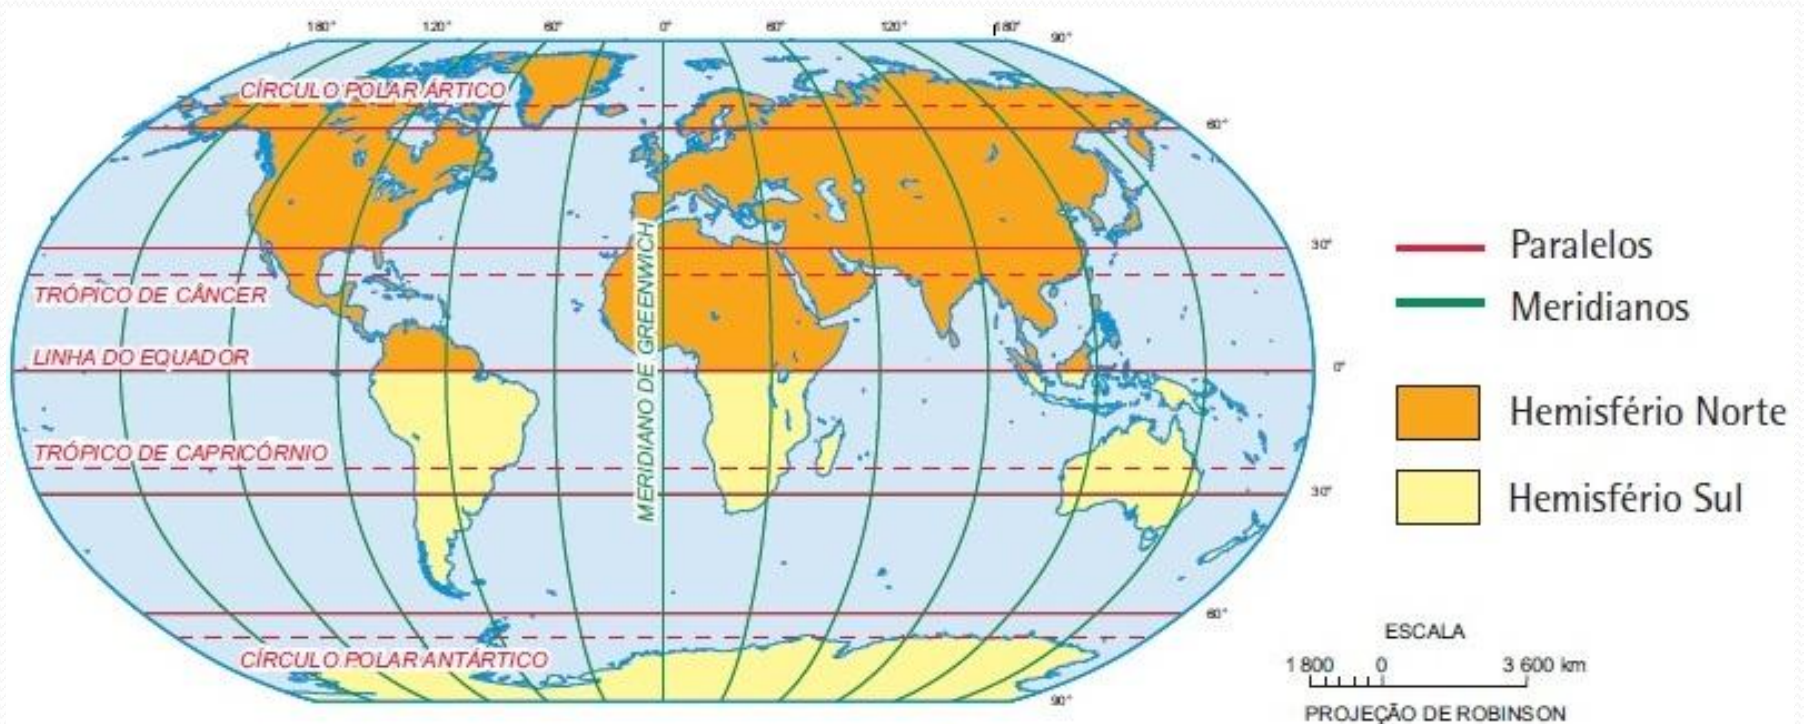 180° 120° 60° 0° 60° 120° 180°
90°
CÍRCULO POLAR ÁRTICO
60°
30°
TRÓPICO DE CÂNCER
LINHA DO EQUADOR
0°
MERIDIANO DE GREENWICH
TRÓPICO DE CAPRICÓRNIO
30°
60°
CÍRCULO POLAR ANTÁRTICO
90°
Paralelos
Meridianos
Hemisfério Norte
Hemisfério Sul
ESCALA
1 800 0 3 600 km
PROJEÇÃO DE ROBINSON